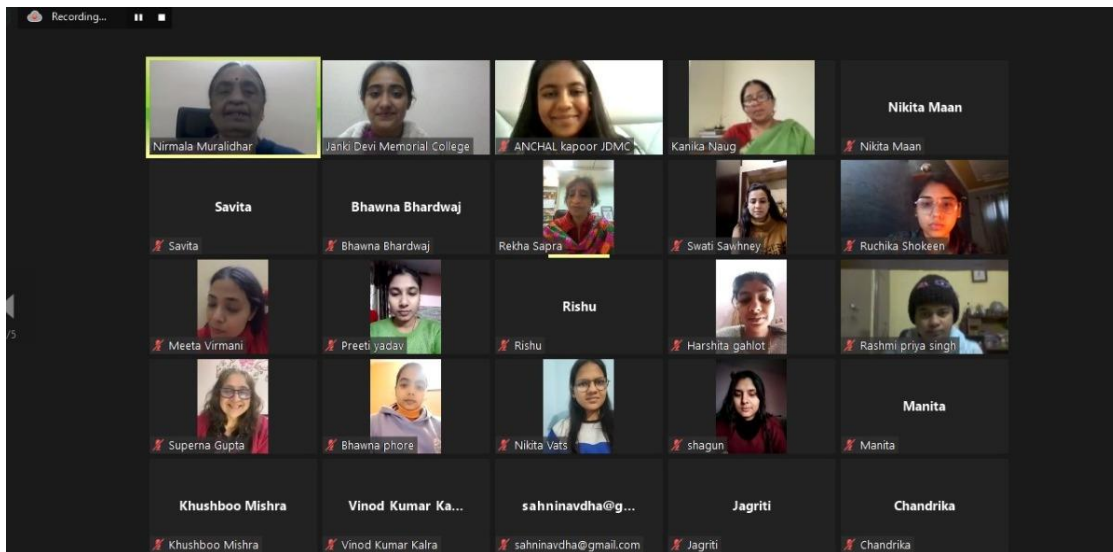 Recording...
Nirmala Muralidhar
Janki Devi Memorial College
ANCHAL kapoor JDMC
Kanika Naug
Nikita Maan
Nikita Maan
Savita
Savita
Bhawna Bhardwaj
Bhawna Bhardwaj
Rekha Sapra
Swati Sawhney
Ruchika Shokeen
Meeta Virmani
Preeti yadav
Rishu
Rishu
Harshita gahlot
Rashmi priya singh
Superna Gupta
Bhawna phore
Nikita Vats
shagun
Manita
Manita
Khushboo Mishra
Khushboo Mishra
Vinod Kumar Ka...
Vinod Kumar Kalra
sahninavdha@g...
sahninavdha@gmail.com
Jagriti
Jagriti
Chandrika
Chandrika
/5